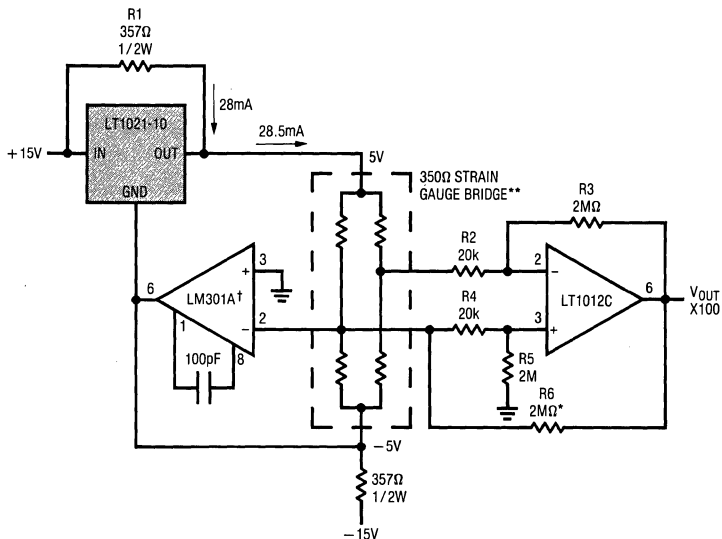 R1
357Ω
1/2W
28mA
28.5mA
LT1021-10
+15V
IN
OUT
GND
5V
350Ω STRAIN
GAUGE BRIDGE**
R3
2MΩ
R2
20k
R4
20k
2
−
3
+
LT1012C
6
VOUT
X100
R5
2M
R6
2MΩ*
6
LM301A†
+
3
−
2
1
8
100pF
−5V
357Ω
1/2W
−15V